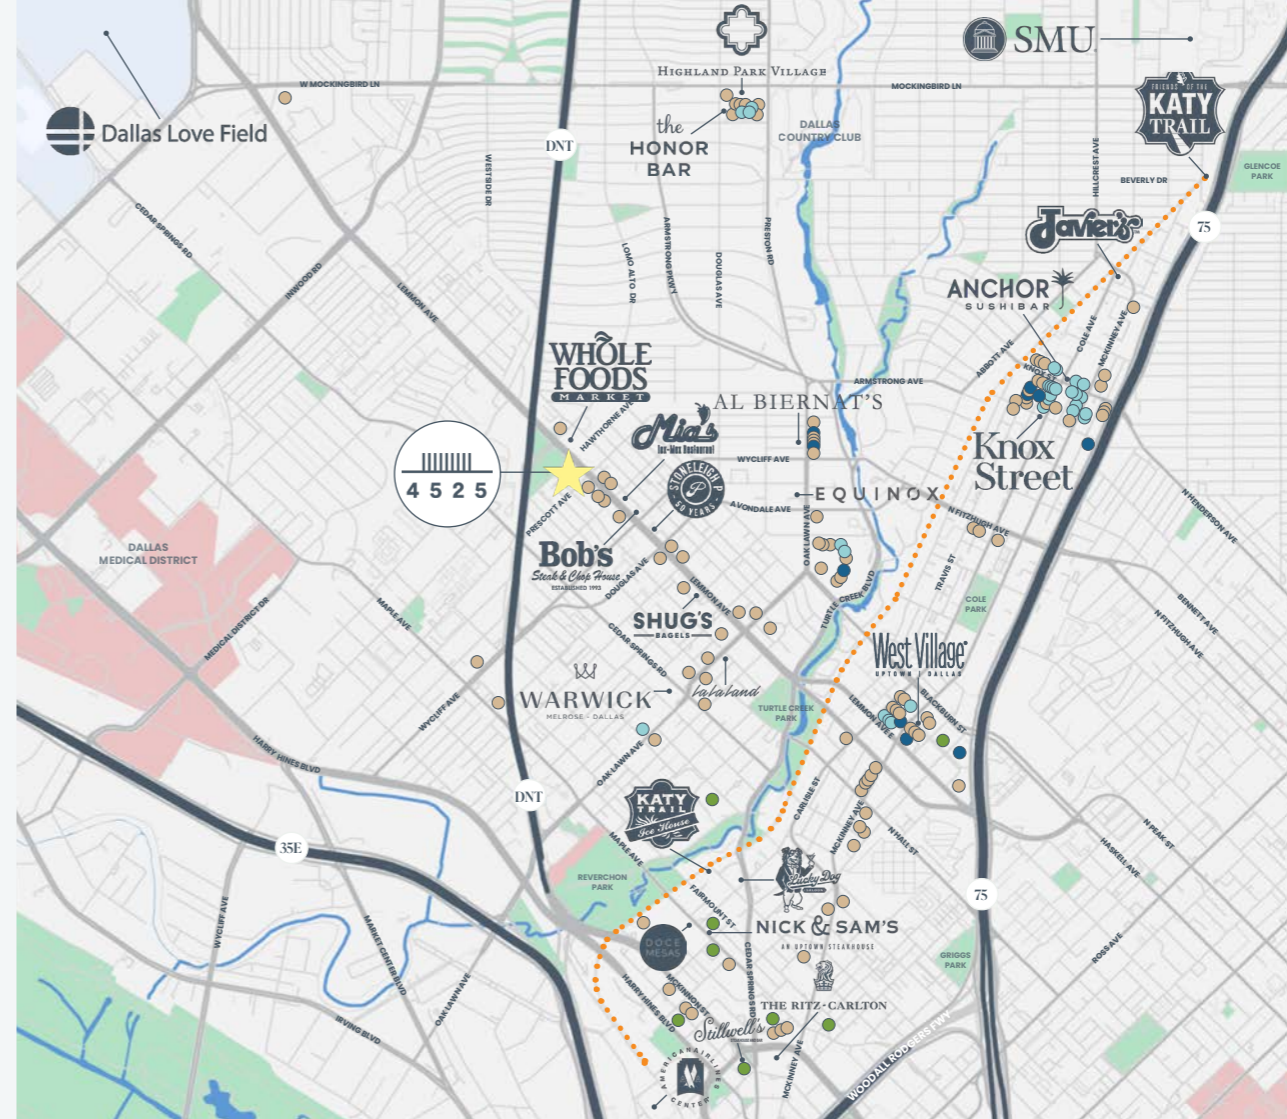 SMU
HIGHLAND PARK VILLAGE
FRIENDS OF THE
KATY
TRAIL
W MOCKINGBIRD LN
MOCKINGBIRD LN
Dallas Love Field
the
HONOR
BAR
DALLAS
COUNTRY CLUB
DNT
HILLCREST AVE
BEVERLY DR
GLENCOE
PARK
WESTSIDE DR
CEDAR SPRINGS RD
INWOOD RD
LEMMON AVE
LOMO ALTO DR
ARMSTRONG PKWY
DOUGLAS AVE
PRESTON RD
Javier's
75
ANCHOR
SUSHIBAR
COLE AVE
MCKINNEY AVE
ABBOTT AVE
KNOX ST
WHOLE
FOODS
MARKET
ARMSTRONG AVE
AL BIERNAT'S
HAWTHORNE AVE
Mia's
Tex-Mex Restaurant
Knox
Street
WYCLIFF AVE
STONELEIGH P
50 YEARS
4 5 2 5
EQUINOX
AVONDALE AVE
OAK LAWN AVE
N FITZHUGH AVE
N HENDERSON AVE
PRESCOTT AVE
DALLAS
MEDICAL DISTRICT
Bob's
Steak & Chop House
ESTABLISHED 1993
DOUGLAS AVE
LEMMON AVE
TURTLE CREEK BLVD
TRAVIS ST
COLE
PARK
BENNETT AVE
N FITZHUGH AVE
MEDICAL DISTRICT DR
MAPLE AVE
SHUG'S
BAGELS
CEDAR SPRINGS RD
West Village
UPTOWN DALLAS
WARWICK
MELROSE - DALLAS
lalaland
WYCLIFF AVE
TURTLE CREEK
PARK
LEMMON AVE E
BLACKBURN ST
HARRY HINES BLVD
OAK LAWN AVE
DNT
KATY
TRAIL
Ice House
CARLISLE ST
MCKINNEY AVE
N HALL ST
35E
MAPLE AVE
HASKELL AVE
N PEAK ST
REVERCHON
PARK
Lucky Dog
75
FAIRMOUNT ST
WYCLIFF AVE
MARKET CENTER BLVD
DOCE
MESAS
NICK & SAM'S
AN UPTOWN STEAKHOUSE
CEDAR SPRINGS RD
GRIGGS
PARK
ROSS AVE
OAK LAWN AVE
HARRY HINES BLVD
MCKINNON ST
THE RITZ-CARLTON
IRVING BLVD
Stillwell's
AMERICAN AIRLINES
CENTER
MCKINNEY AVE
WOODALL RODGERS FWY